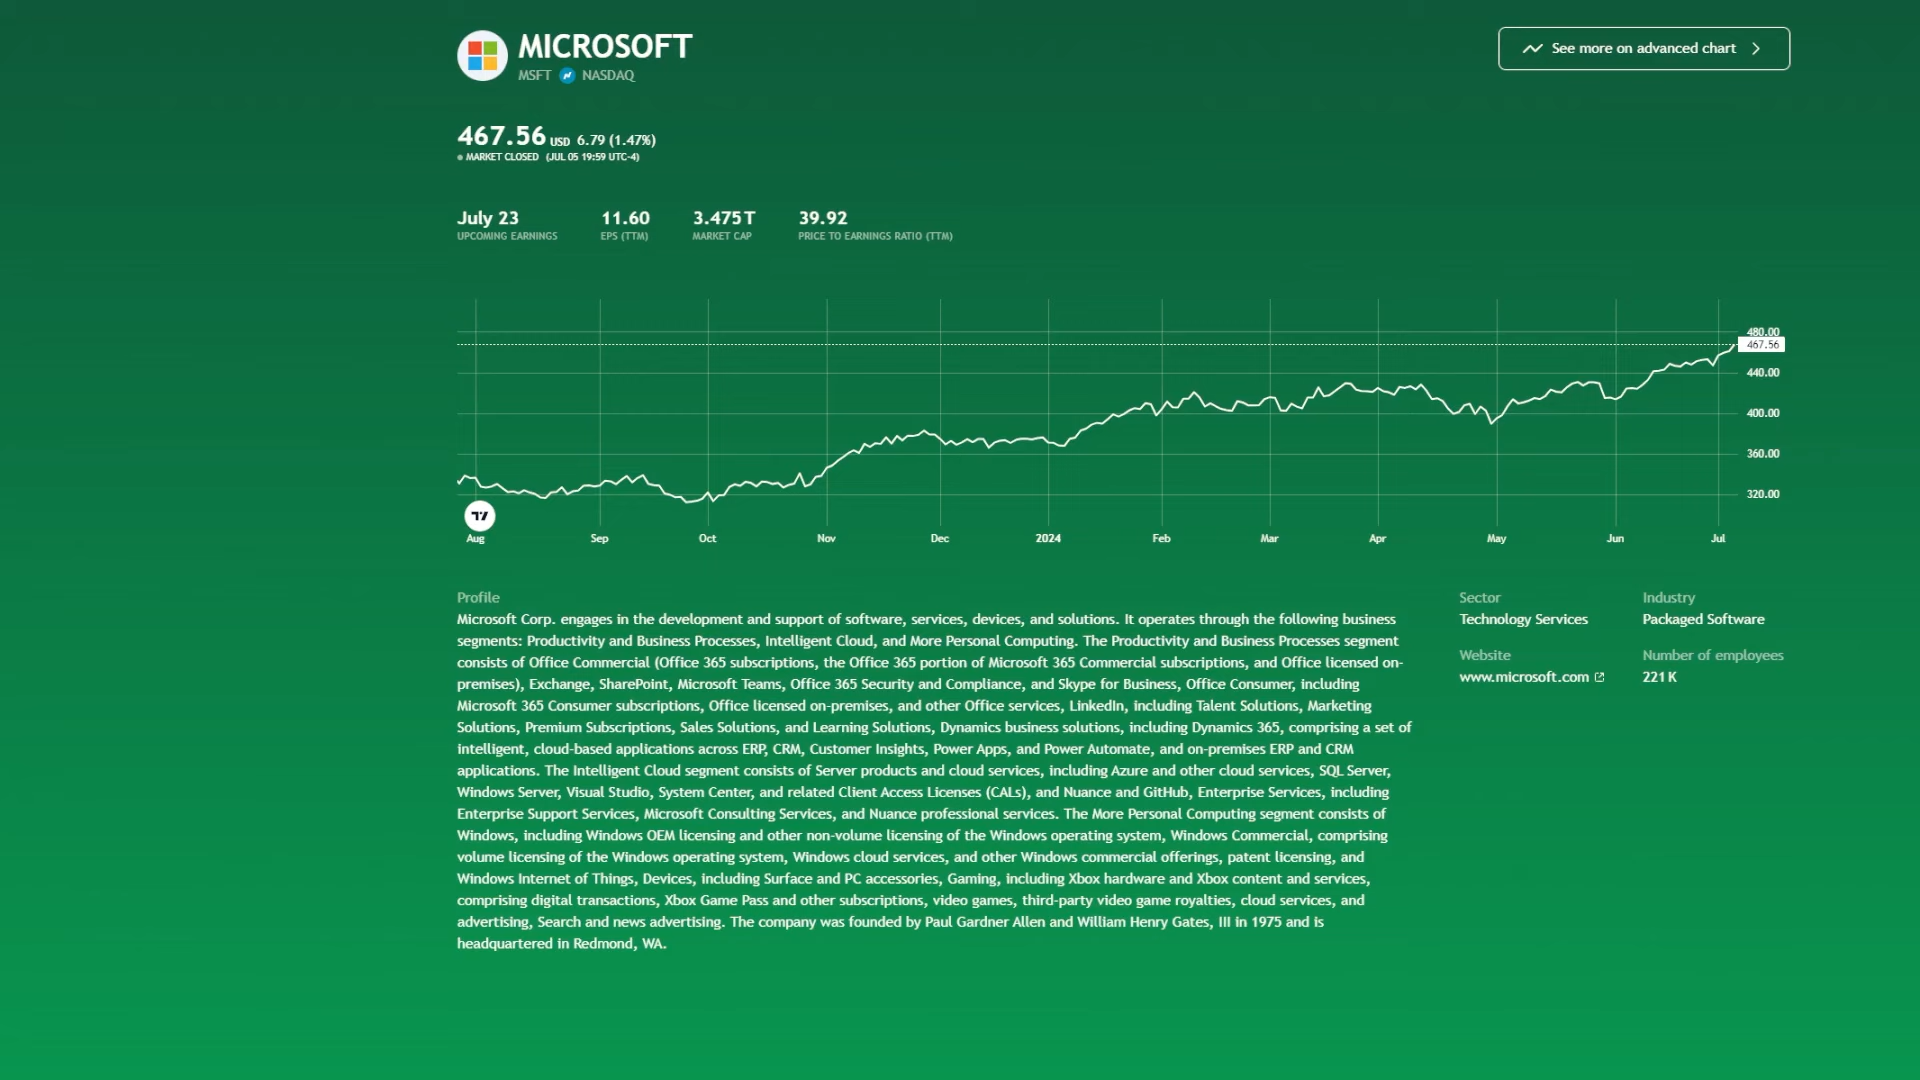 MICROSOFT
MSFT NASDAQ
See more on advanced chart
467.56 USD 6.79 (1.47%)
MARKET CLOSED (JUL 05 19:59 UTC-4)
July 23 11.60 3.475 T 39.92
UPCOMING EARNINGS EPS (TTM) MARKET CAP PRICE TO EARNINGS RATIO (TTM)
480.00
467.56
440.00
400.00
360.00
320.00
Aug Sep Oct Nov Dec 2024 Feb Mar Apr May Jun Jul
Profile
Microsoft Corp. engages in the development and support of software, services, devices, and solutions. It operates through the following business
segments: Productivity and Business Processes, Intelligent Cloud, and More Personal Computing. The Productivity and Business Processes segment
consists of Office Commercial (Office 365 subscriptions, the Office 365 portion of Microsoft 365 Commercial subscriptions, and Office licensed on-
premises), Exchange, SharePoint, Microsoft Teams, Office 365 Security and Compliance, and Skype for Business, Office Consumer, including
Microsoft 365 Consumer subscriptions, Office licensed on-premises, and other Office services, LinkedIn, including Talent Solutions, Marketing
Solutions, Premium Subscriptions, Sales Solutions, and Learning Solutions, Dynamics business solutions, including Dynamics 365, comprising a set of
intelligent, cloud-based applications across ERP, CRM, Customer Insights, Power Apps, and Power Automate, and on-premises ERP and CRM
applications. The Intelligent Cloud segment consists of Server products and cloud services, including Azure and other cloud services, SQL Server,
Windows Server, Visual Studio, System Center, and related Client Access Licenses (CALs), and Nuance and GitHub, Enterprise Services, including
Enterprise Support Services, Microsoft Consulting Services, and Nuance professional services. The More Personal Computing segment consists of
Windows, including Windows OEM licensing and other non-volume licensing of the Windows operating system, Windows Commercial, comprising
volume licensing of the Windows operating system, Windows cloud services, and other Windows commercial offerings, patent licensing, and
Windows Internet of Things, Devices, including Surface and PC accessories, Gaming, including Xbox hardware and Xbox content and services,
comprising digital transactions, Xbox Game Pass and other subscriptions, video games, third-party video game royalties, cloud services, and
advertising, Search and news advertising. The company was founded by Paul Gardner Allen and William Henry Gates, III in 1975 and is
headquartered in Redmond, WA.
Sector Industry
Technology Services Packaged Software
Website Number of employees
www.microsoft.com 221 K